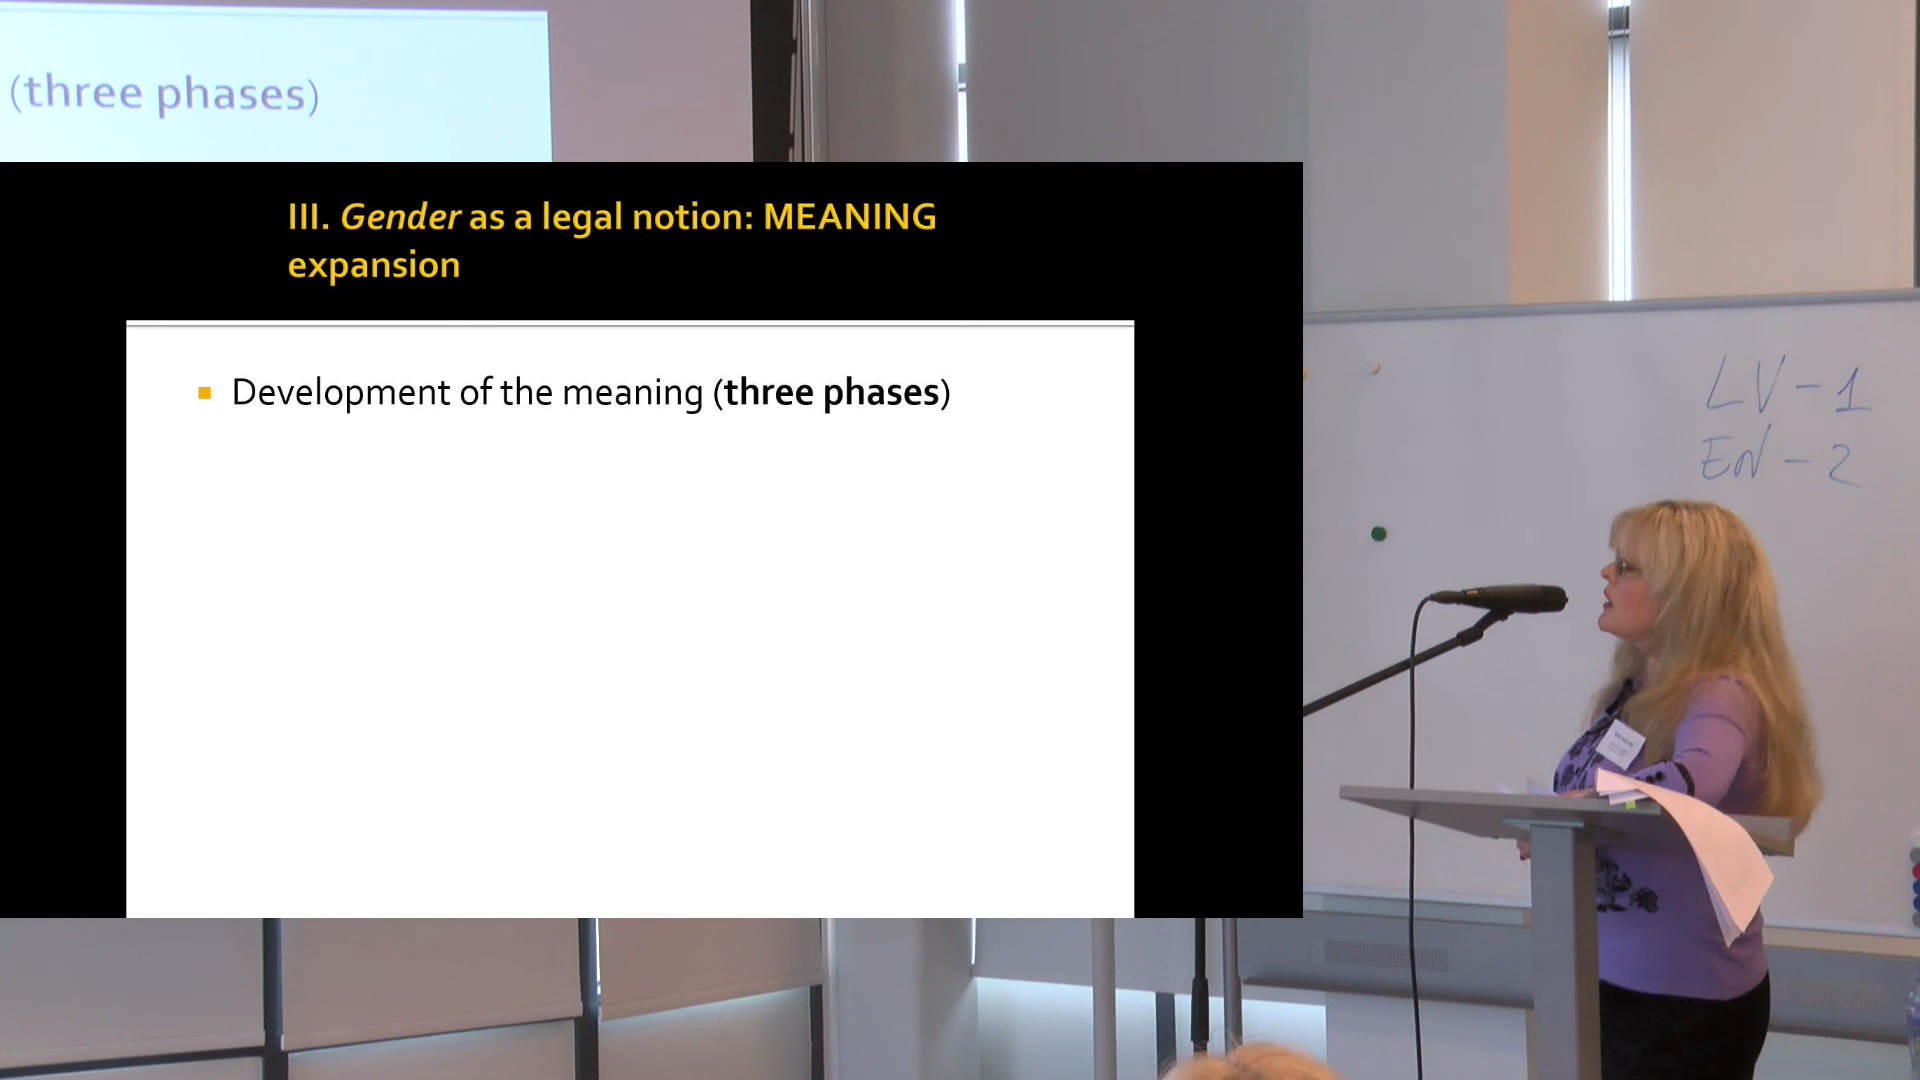 (three phases)
III. Gender as a legal notion: MEANING
expansion
Development of the meaning (three phases)
LV-1
EN-2